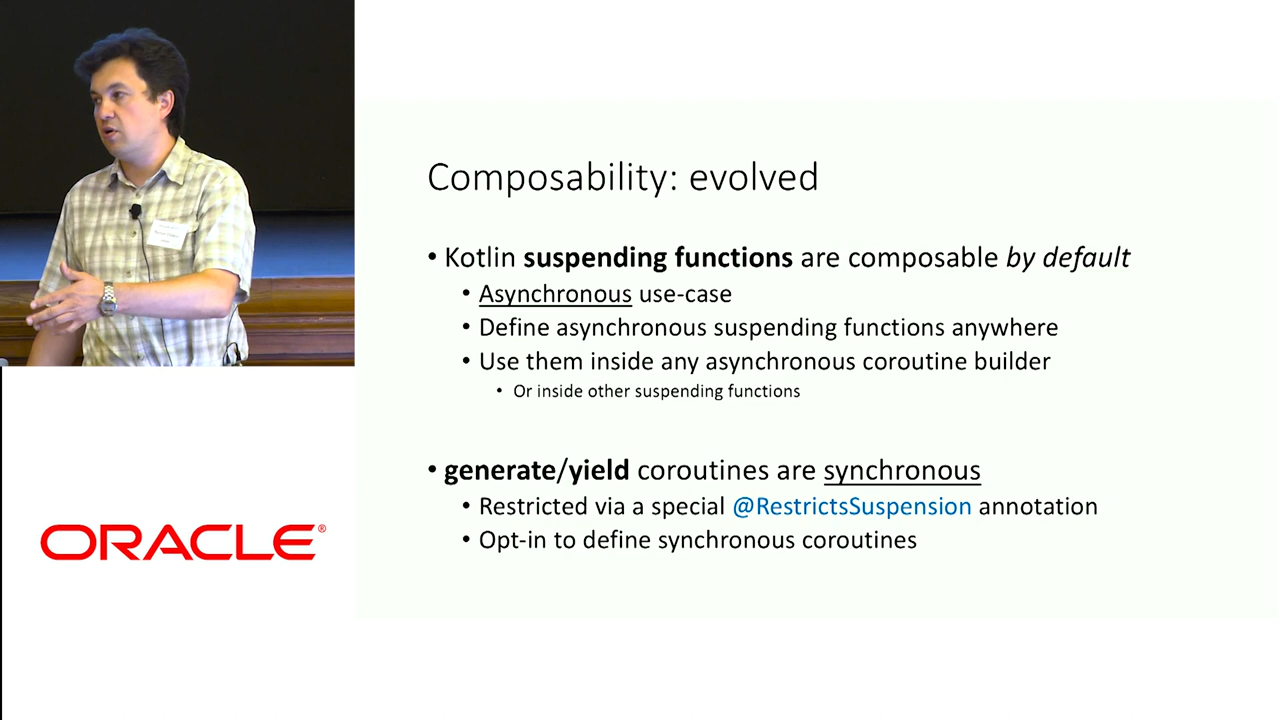 Composability: evolved
• Kotlin suspending functions are composable by default
• Asynchronous use-case
• Define asynchronous suspending functions anywhere
• Use them inside any asynchronous coroutine builder
• Or inside other suspending functions
• generate/yield coroutines are synchronous
• Restricted via a special @RestrictsSuspension annotation
• Opt-in to define synchronous coroutines
ORACLE®